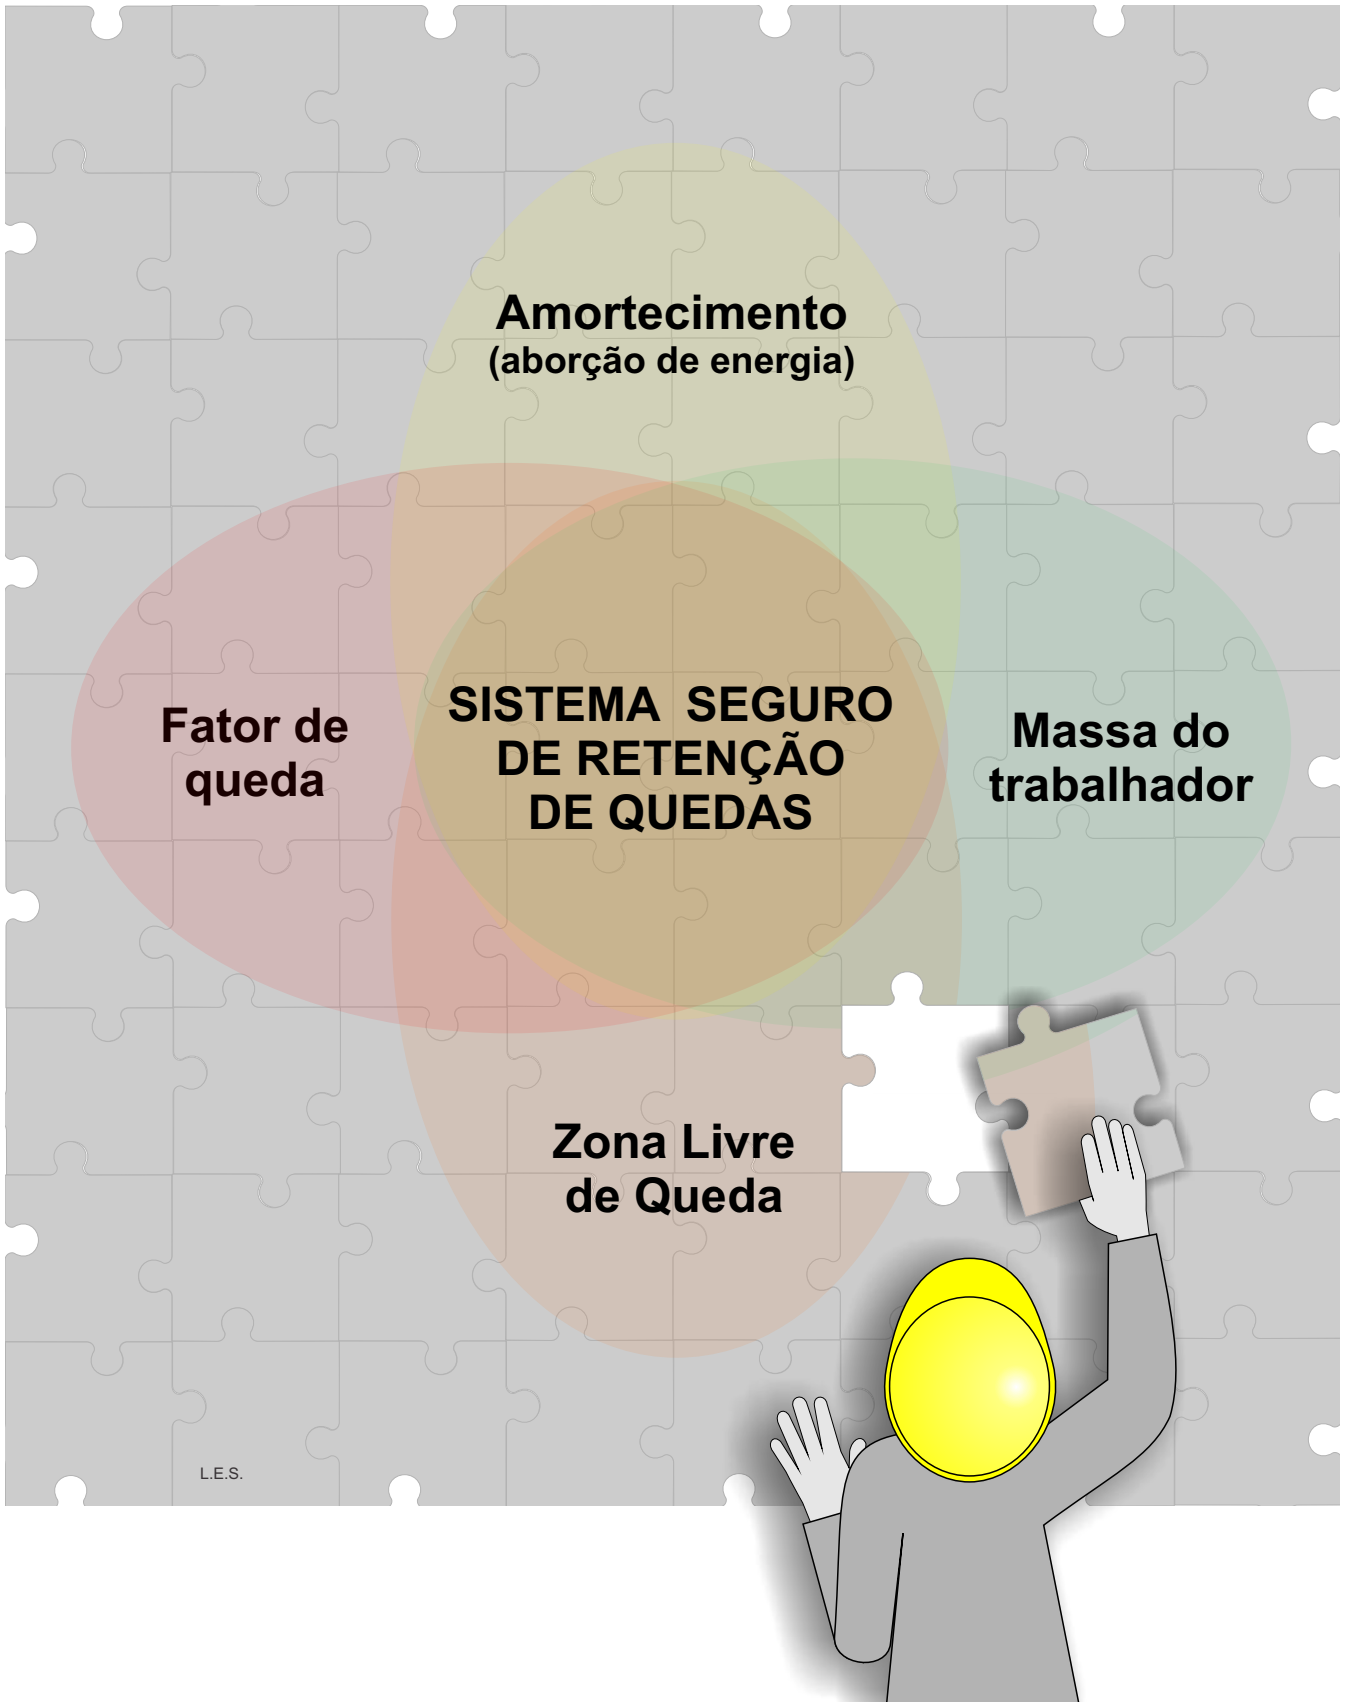 Amortecimento
(aborção de energia)
Fator de
queda
SISTEMA SEGURO
DE RETENÇÃO
DE QUEDAS
Massa do
trabalhador
Zona Livre
de Queda
L.E.S.